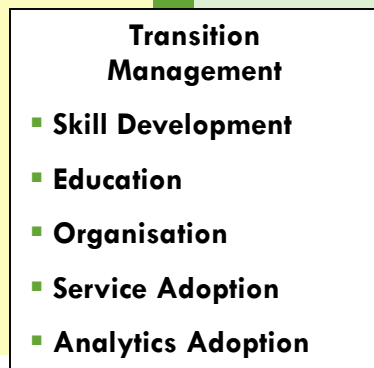 Transition
Management
▪ Skill Development
▪ Education
▪ Organisation
▪ Service Adoption
▪ Analytics Adoption